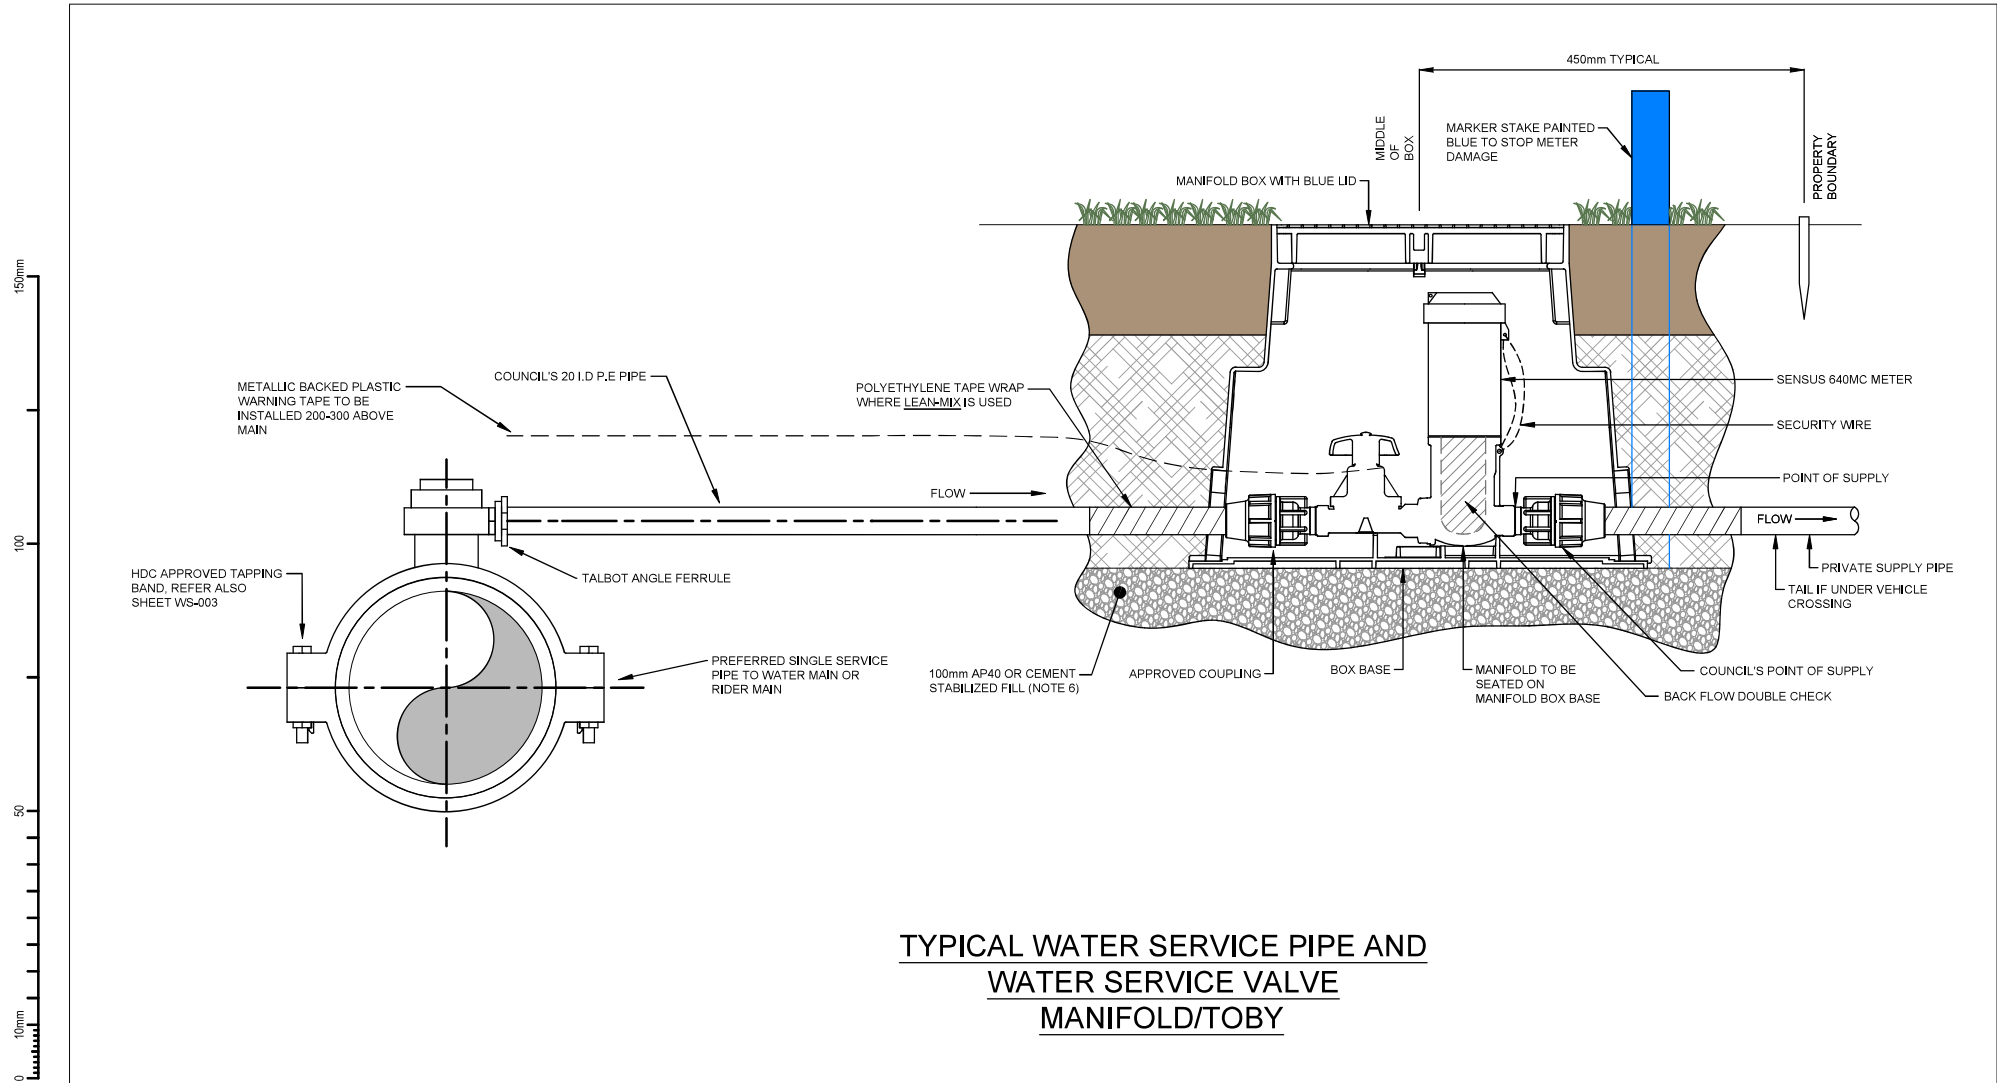 450mm TYPICAL
MIDDLE
OF
BOX
MARKER STAKE PAINTED
BLUE TO STOP METER
DAMAGE
PROPERTY
BOUNDARY
MANIFOLD BOX WITH BLUE LID
METALLIC BACKED PLASTIC
WARNING TAPE TO BE
INSTALLED 200-300 ABOVE
MAIN
COUNCIL'S 20 I.D P.E PIPE
POLYETHYLENE TAPE WRAP
WHERE LEAN-MIX IS USED
SENSUS 640MC METER
SECURITY WIRE
POINT OF SUPPLY
FLOW
FLOW
HDC APPROVED TAPPING
BAND, REFER ALSO
SHEET WS-003
TALBOT ANGLE FERRULE
PRIVATE SUPPLY PIPE
TAIL IF UNDER VEHICLE
CROSSING
PREFERRED SINGLE SERVICE
PIPE TO WATER MAIN OR
RIDER MAIN
100mm AP40 OR CEMENT
STABILIZED FILL (NOTE 6)
APPROVED COUPLING
BOX BASE
MANIFOLD TO BE
SEATED ON
MANIFOLD BOX BASE
COUNCIL'S POINT OF SUPPLY
BACK FLOW DOUBLE CHECK
150mm
100
50
10mm
0
TYPICAL WATER SERVICE PIPE AND
WATER SERVICE VALVE
MANIFOLD/TOBY